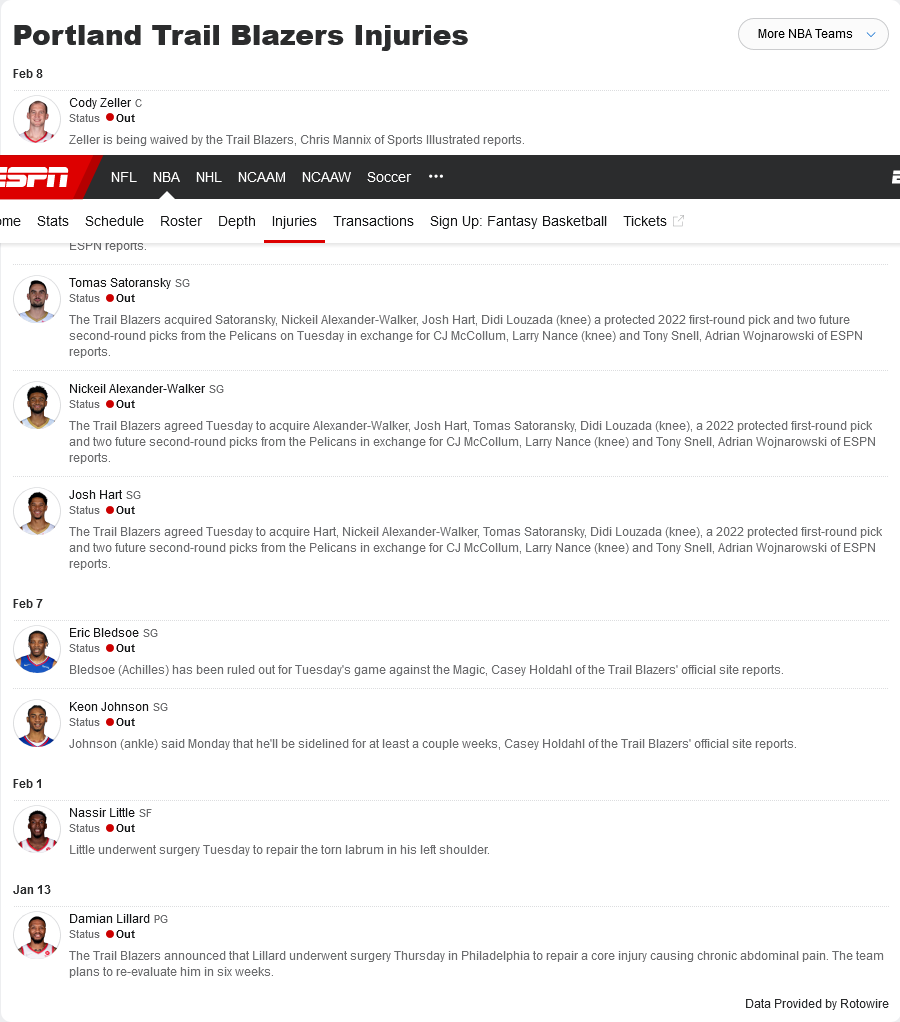 Portland Trail Blazers Injuries
More NBA Teams
Feb 8
Cody Zeller C
Status Out
Zeller is being waived by the Trail Blazers, Chris Mannix of Sports Illustrated reports.
ESPN NFL NBA NHL NCAAM NCAAW Soccer •••
ome Stats Schedule Roster Depth Injuries Transactions Sign Up: Fantasy Basketball Tickets
ESPN reports.
Tomas Satoransky SG
Status Out
The Trail Blazers acquired Satoransky, Nickeil Alexander-Walker, Josh Hart, Didi Louzada (knee) a protected 2022 first-round pick and two future
second-round picks from the Pelicans on Tuesday in exchange for CJ McCollum, Larry Nance (knee) and Tony Snell, Adrian Wojnarowski of ESPN
reports.
Nickeil Alexander-Walker SG
Status Out
The Trail Blazers agreed Tuesday to acquire Alexander-Walker, Josh Hart, Tomas Satoransky, Didi Louzada (knee), a 2022 protected first-round pick
and two future second-round picks from the Pelicans in exchange for CJ McCollum, Larry Nance (knee) and Tony Snell, Adrian Wojnarowski of ESPN
reports.
Josh Hart SG
Status Out
The Trail Blazers agreed Tuesday to acquire Hart, Nickeil Alexander-Walker, Tomas Satoransky, Didi Louzada (knee), a 2022 protected first-round pick
and two future second-round picks from the Pelicans in exchange for CJ McCollum, Larry Nance (knee) and Tony Snell, Adrian Wojnarowski of ESPN
reports.
Feb 7
Eric Bledsoe SG
Status Out
Bledsoe (Achilles) has been ruled out for Tuesday's game against the Magic, Casey Holdahl of the Trail Blazers' official site reports.
Keon Johnson SG
Status Out
Johnson (ankle) said Monday that he'll be sidelined for at least a couple weeks, Casey Holdahl of the Trail Blazers' official site reports.
Feb 1
Nassir Little SF
Status Out
Little underwent surgery Tuesday to repair the torn labrum in his left shoulder.
Jan 13
Damian Lillard PG
Status Out
The Trail Blazers announced that Lillard underwent surgery Thursday in Philadelphia to repair a core injury causing chronic abdominal pain. The team
plans to re-evaluate him in six weeks.
Data Provided by Rotowire